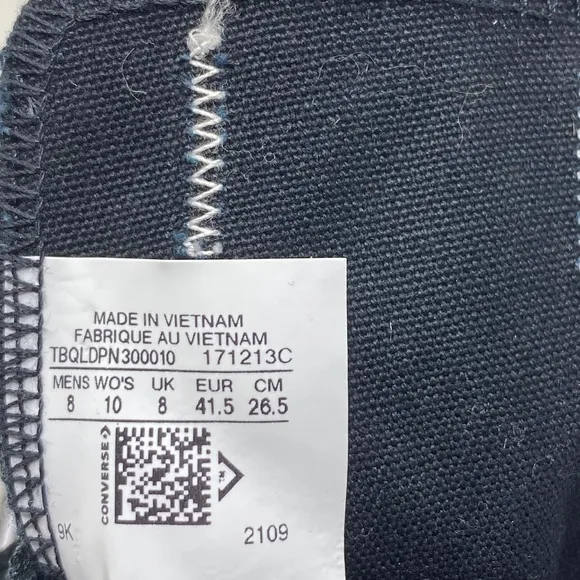 MADE IN VIETNAM
FABRIQUE AU VIETNAM
TBQLDPN300010 171213C
MENS WO'S UK EUR CM
8 10 8 41.5 26.5
CONVERSE
TM
9K 2109